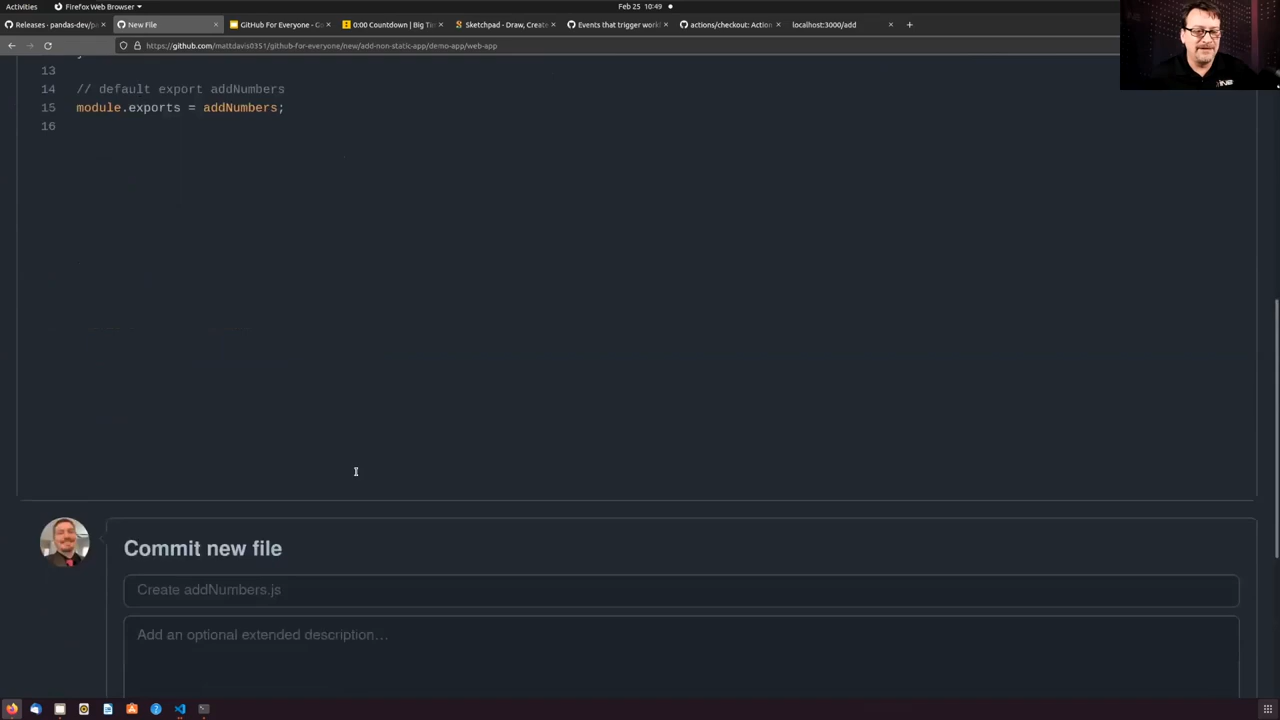 Activities
Firefox Web Browser
Feb 25 10:49
Releases · pandas-dev/p
New File
GitHub For Everyone - G
0:00 Countdown | Big Ti
Sketchpad - Draw, Create
Events that trigger work
actions/checkout: Action
localhost:3000/add
https://github.com/mattdavis0351/github-for-everyone/new/add-non-static-app/demo-app/web-app
13
14 // default export addNumbers
15 module.exports = addNumbers;
16
Commit new file
Create addNumbers.js
Add an optional extended description…